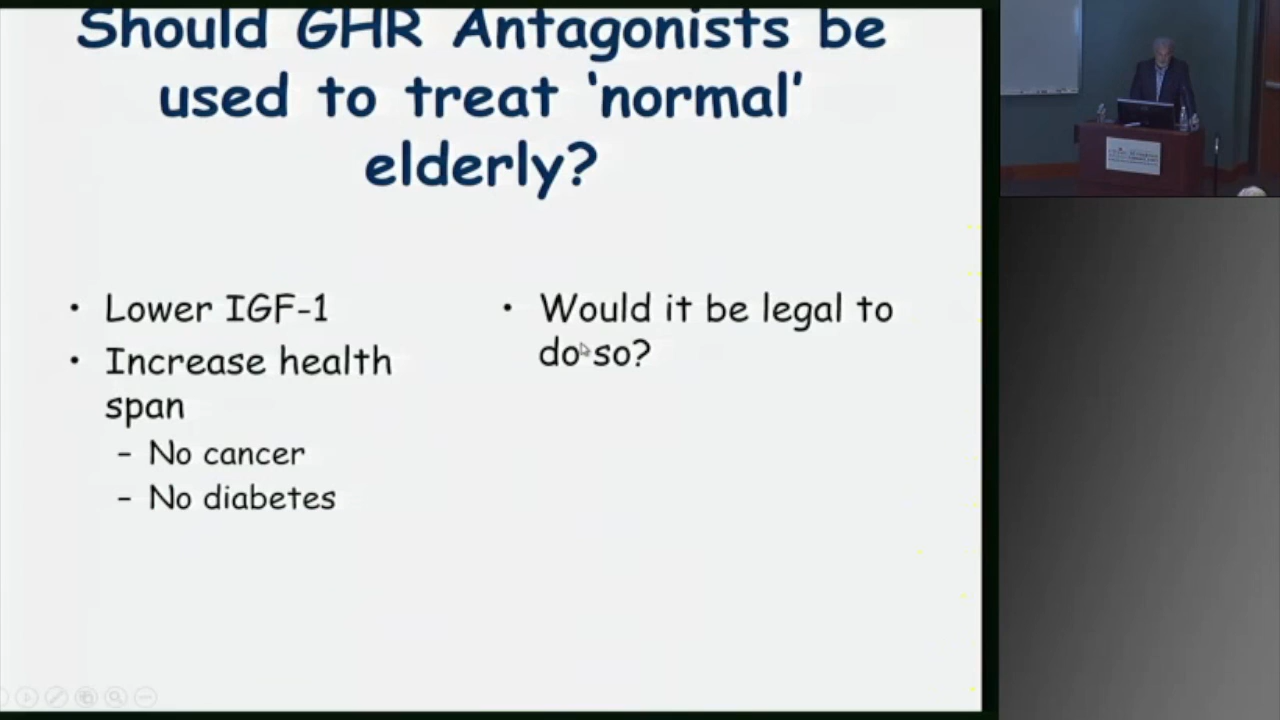 Should GHR Antagonists be
used to treat ‘normal’
elderly?
• Lower IGF-1
• Increase health
span
– No cancer
– No diabetes
• Would it be legal to
do so?